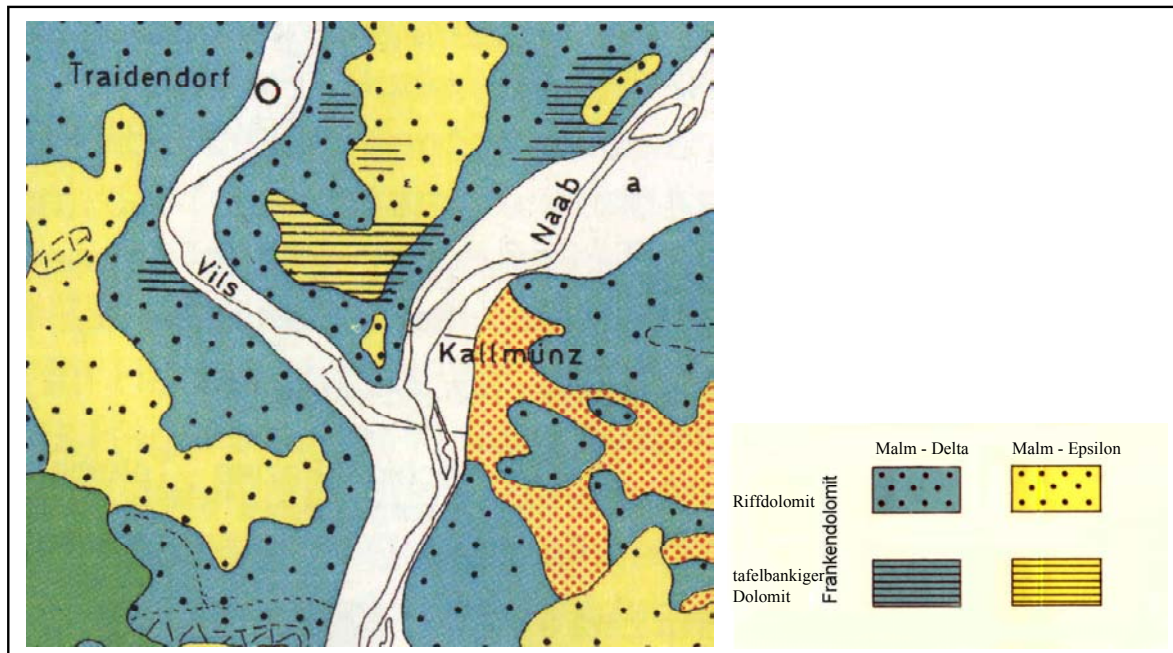 Traidendorf
Naab
a
ε
Vils
Kallmünz
Malm - Delta
Malm - Epsilon
Frankendolomit
Riffdolomit
tafelbankiger
Dolomit